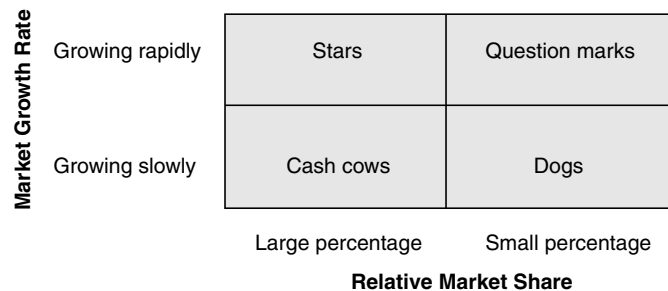 Market Growth Rate
Growing rapidly
Stars
Question marks
Growing slowly
Cash cows
Dogs
Large percentage
Small percentage
Relative Market Share